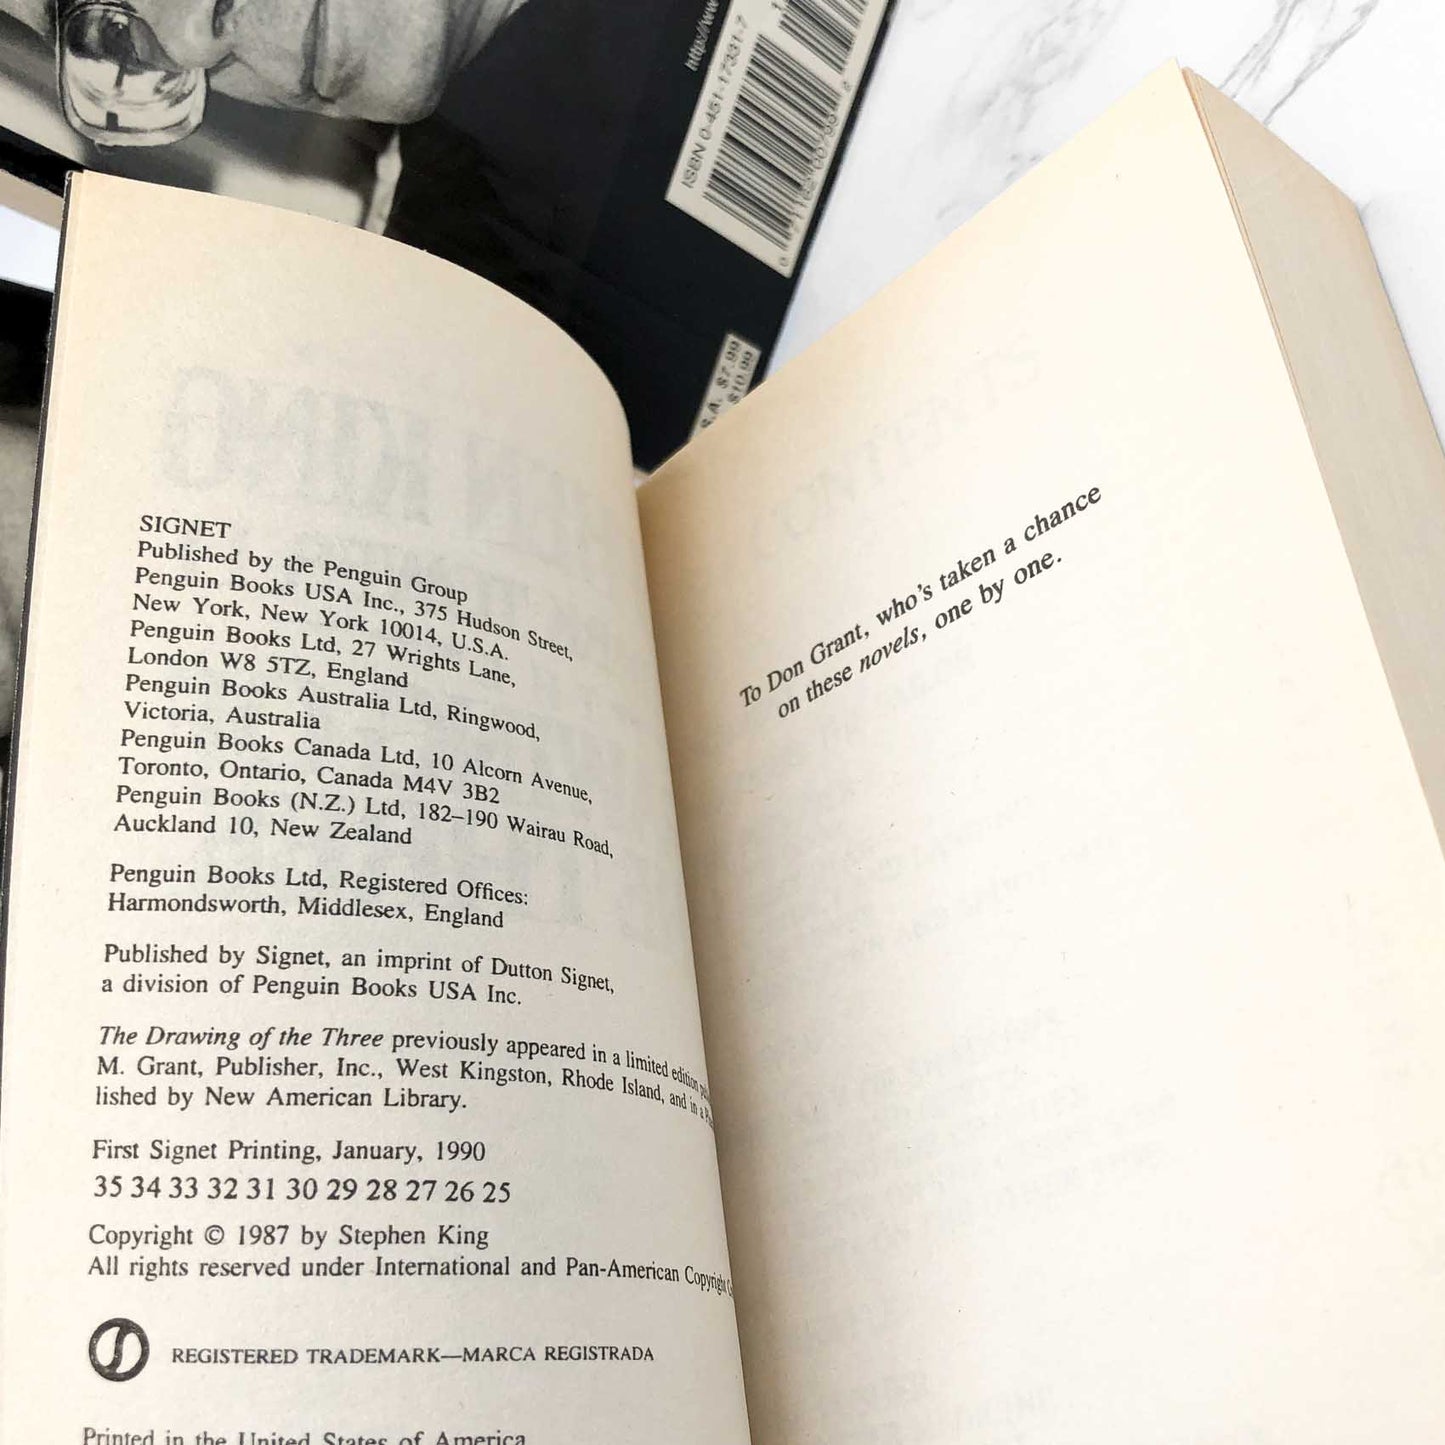 http://ww
ISBN 0-451-17331-7
S.A. $7.99
$10.99
SIGNET
Published by the Penguin Group
Penguin Books USA Inc., 375 Hudson Street,
New York, New York 10014, U.S.A.
Penguin Books Ltd, 27 Wrights Lane,
London W8 5TZ, England
Penguin Books Australia Ltd, Ringwood,
Victoria, Australia
Penguin Books Canada Ltd, 10 Alcorn Avenue,
Toronto, Ontario, Canada M4V 3B2
Penguin Books (N.Z.) Ltd, 182–190 Wairau Road,
Auckland 10, New Zealand
Penguin Books Ltd, Registered Offices:
Harmondsworth, Middlesex, England
Published by Signet, an imprint of Dutton Signet,
a division of Penguin Books USA Inc.
The Drawing of the Three previously appeared in a limited edition
M. Grant, Publisher, Inc., West Kingston, Rhode Island, and in a
lished by New American Library.
First Signet Printing, January, 1990
35 34 33 32 31 30 29 28 27 26 25
Copyright © 1987 by Stephen King
All rights reserved under International and Pan-American Copyright
REGISTERED TRADEMARK—MARCA REGISTRADA
Printed in the United States of America
To Don Grant, who's taken a chance
on these novels, one by one.